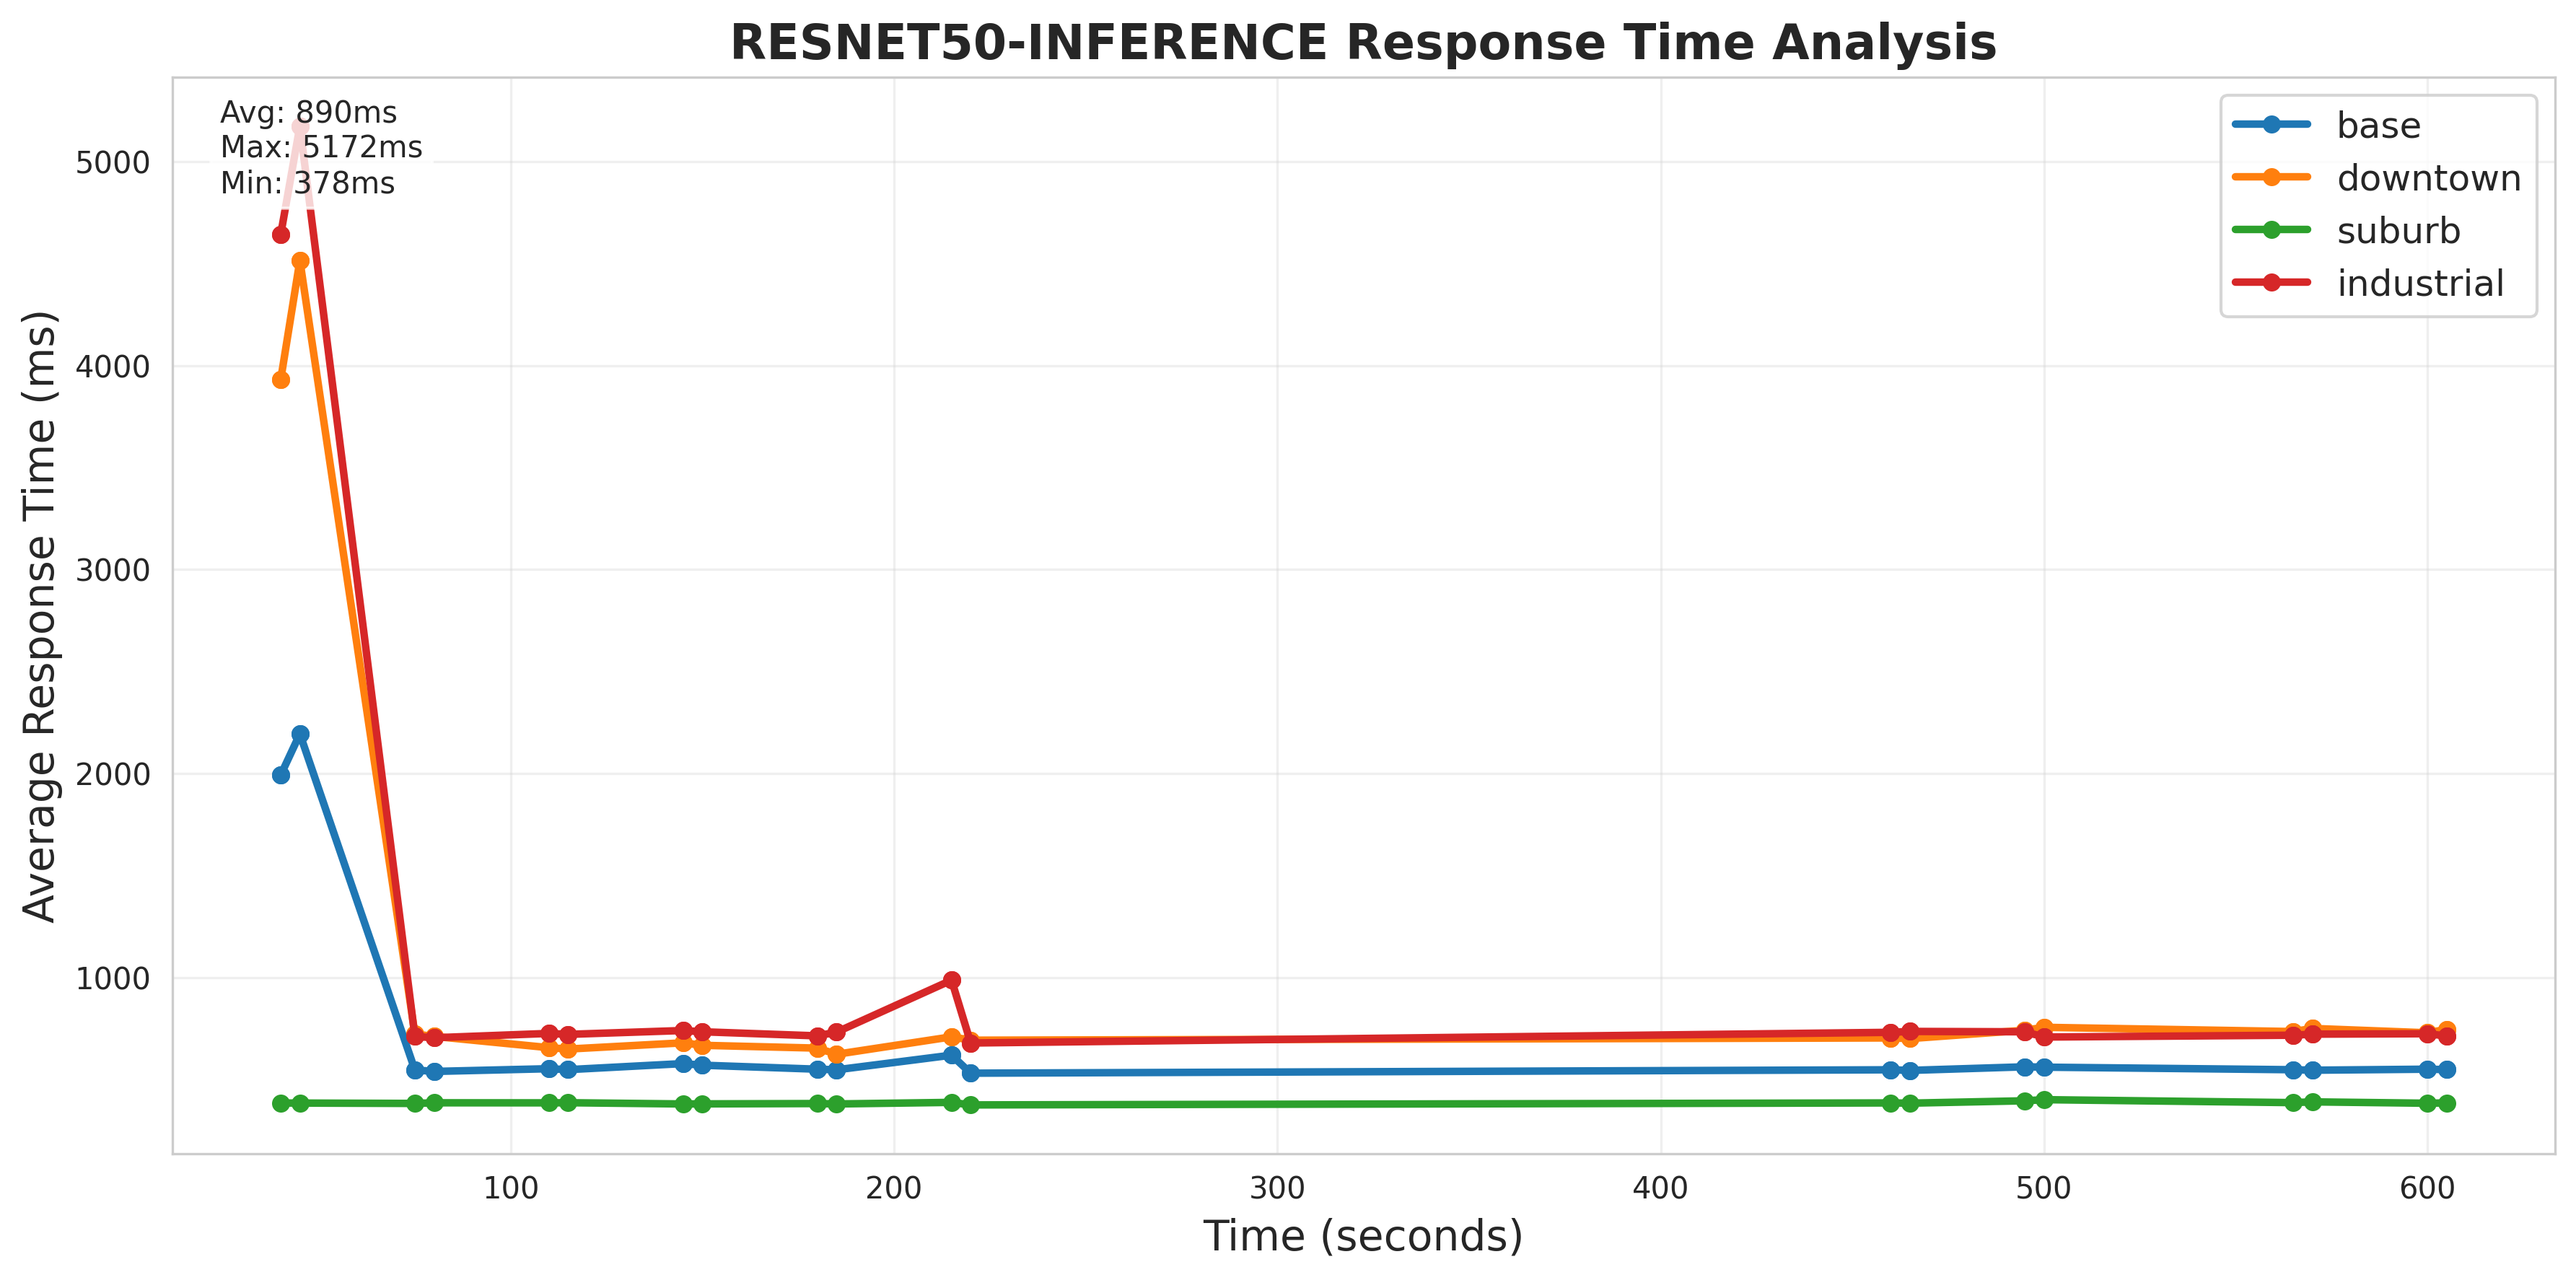 RESNET50-INFERENCE Response Time Analysis
Avg: 890ms
Max: 5172ms
Min: 378ms
base
downtown
suburb
industrial
Average Response Time (ms)
5000
4000
3000
2000
1000
100 200 300 400 500 600
Time (seconds)